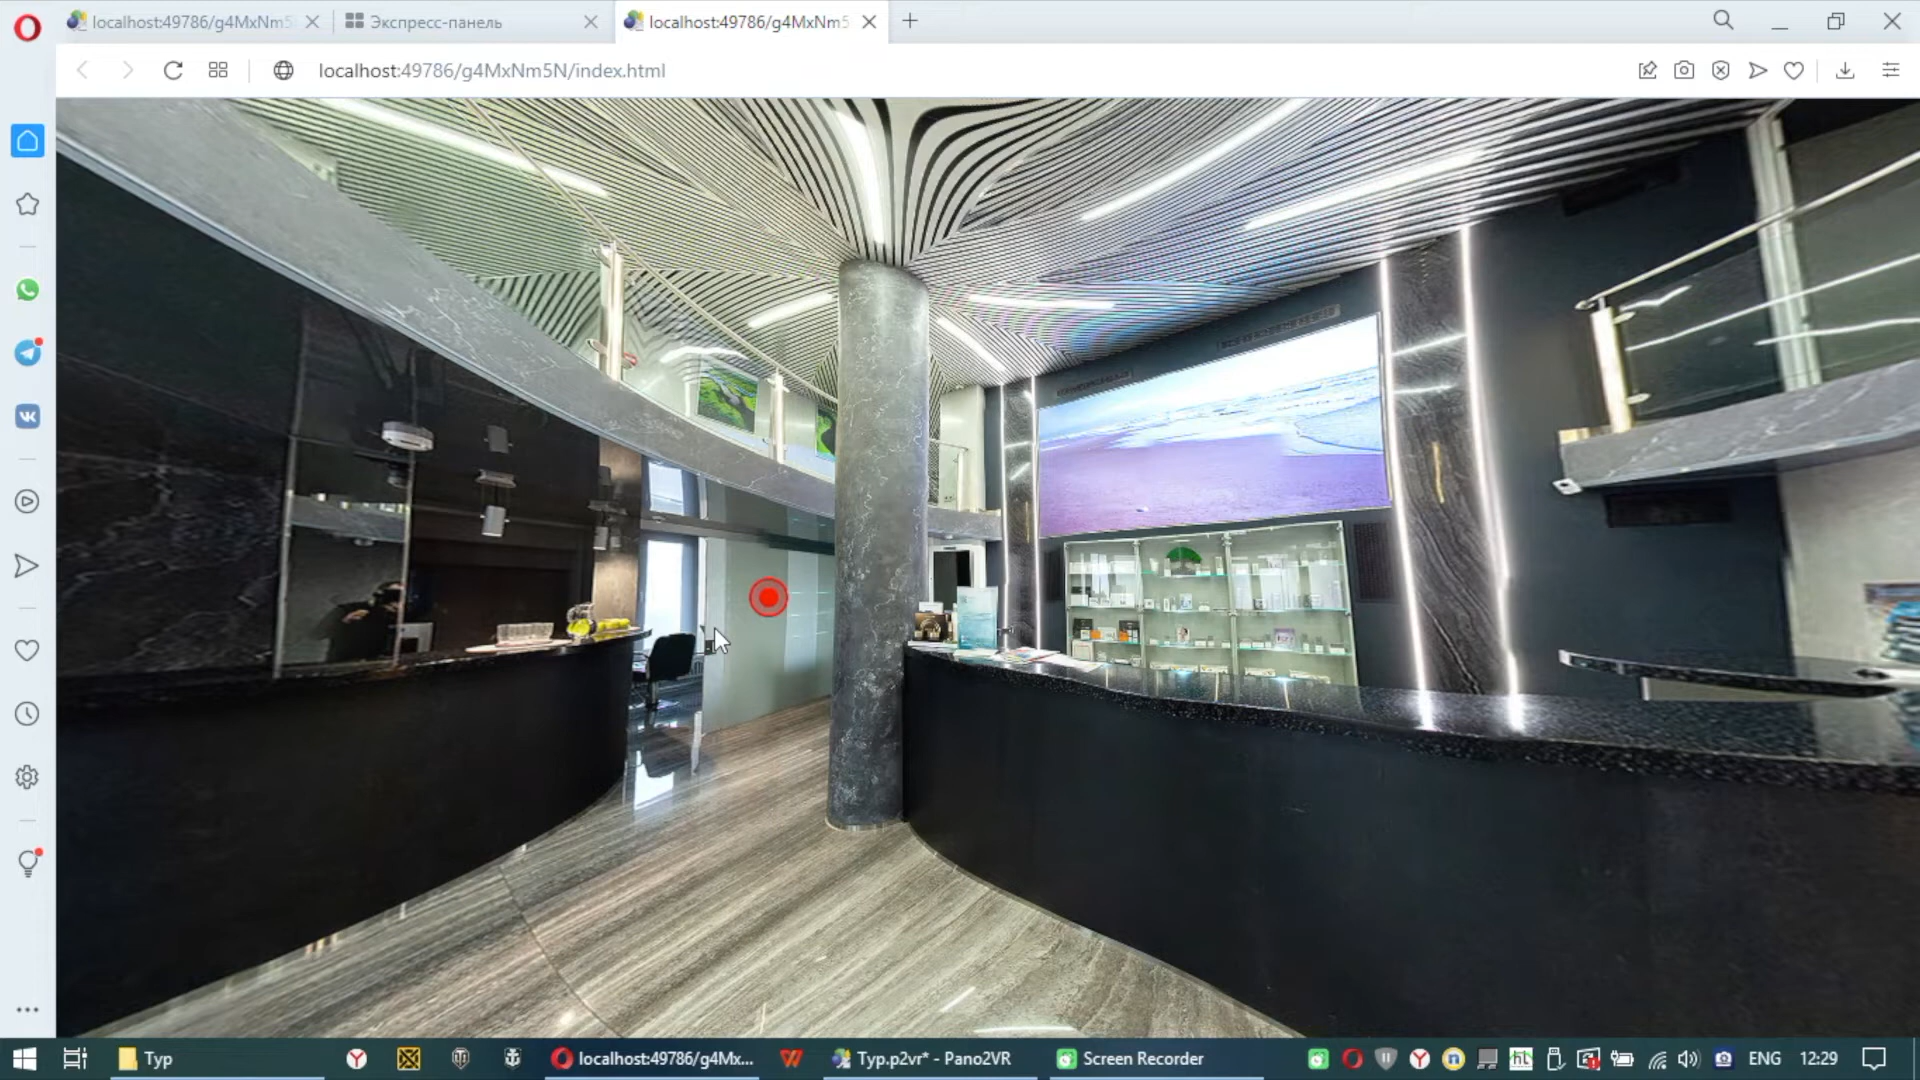 localhost:49786/g4MxNm5
Экспресс-панель
localhost:49786/g4MxNm5
localhost:49786/g4MxNm5N/index.html
Тур
localhost:49786/g4Mx...
Тур.p2vr* - Pano2VR
Screen Recorder
ENG
12:29